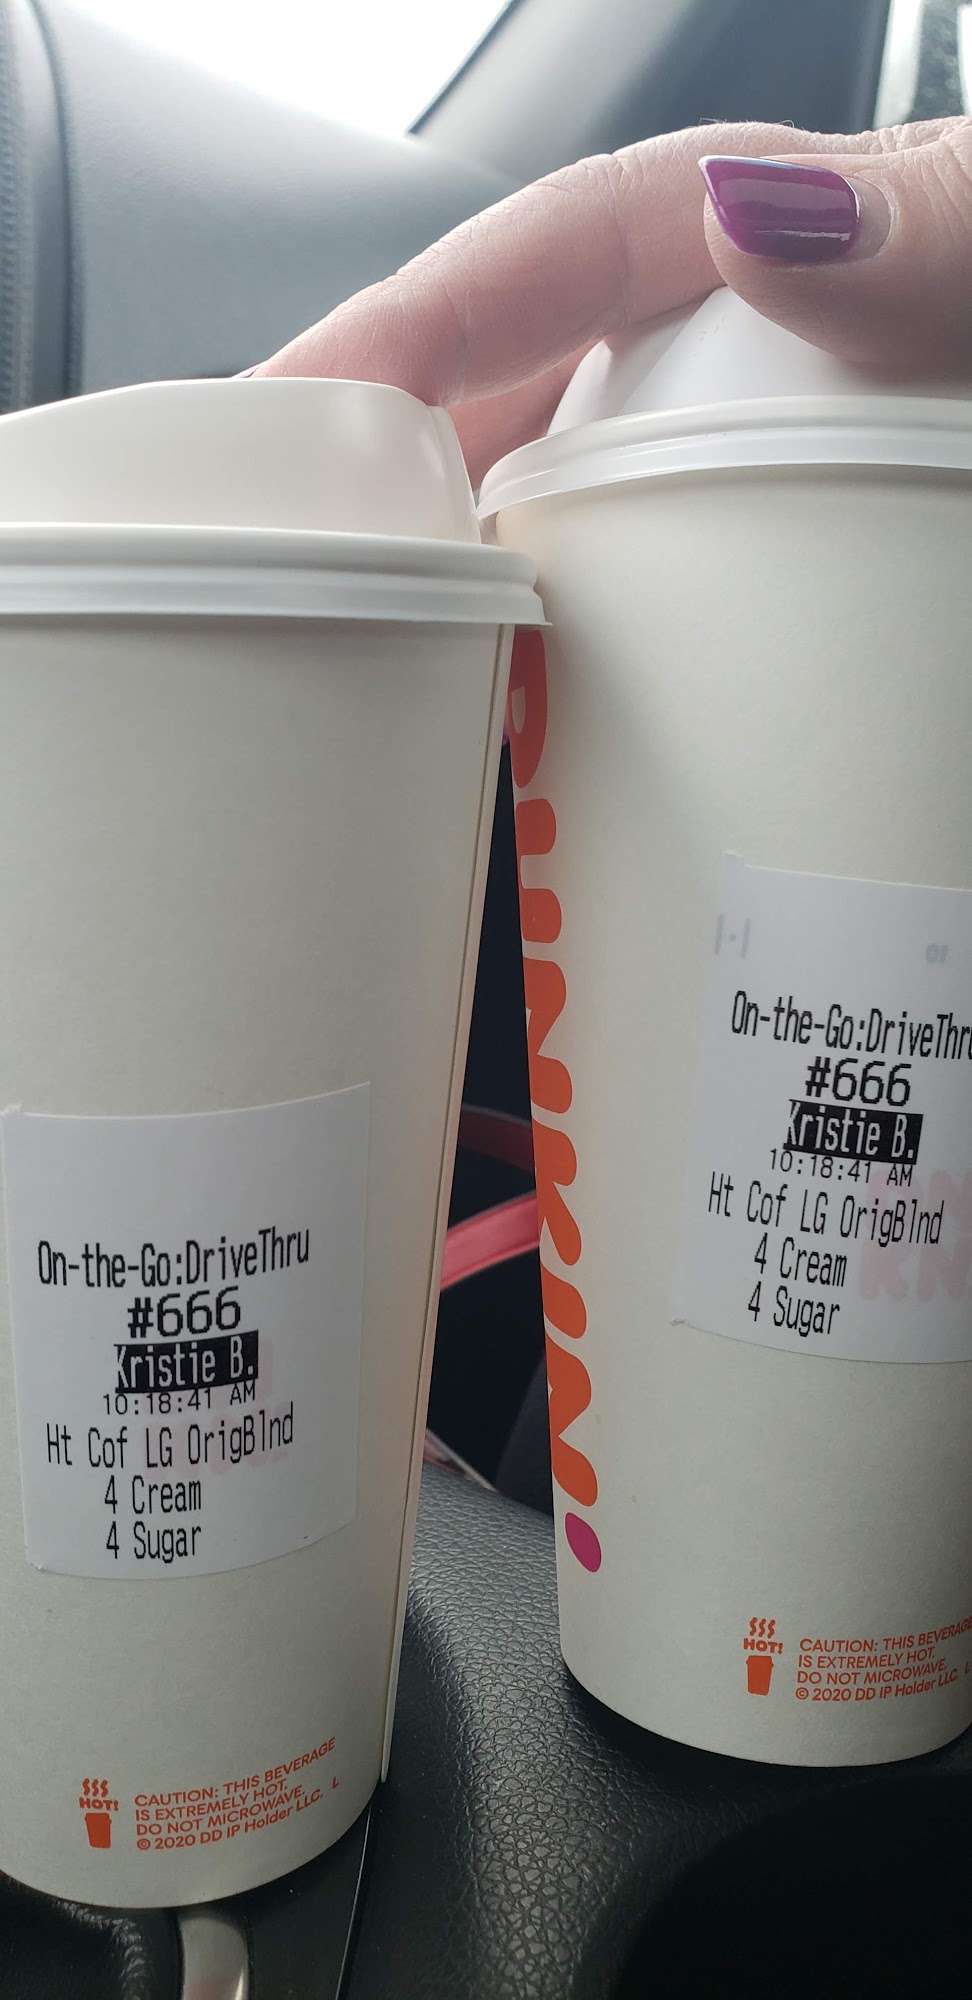 On-the-Go:DriveThru
#666
Kristie B.
10:18:41 AM
Ht Cof LG OrigBlnd
4 Cream
4 Sugar
HOT!
CAUTION: THIS BEVERAGE
IS EXTREMELY HOT.
DO NOT MICROWAVE.
© 2020 DD IP Holder LLC. L
DUNKIN'
On-the-Go:DriveThru
#666
Kristie B.
10:18:41 AM
Ht Cof LG OrigBlnd
4 Cream
4 Sugar
HOT!
CAUTION: THIS BEVERAGE
IS EXTREMELY HOT.
DO NOT MICROWAVE.
© 2020 DD IP Holder LLC. L